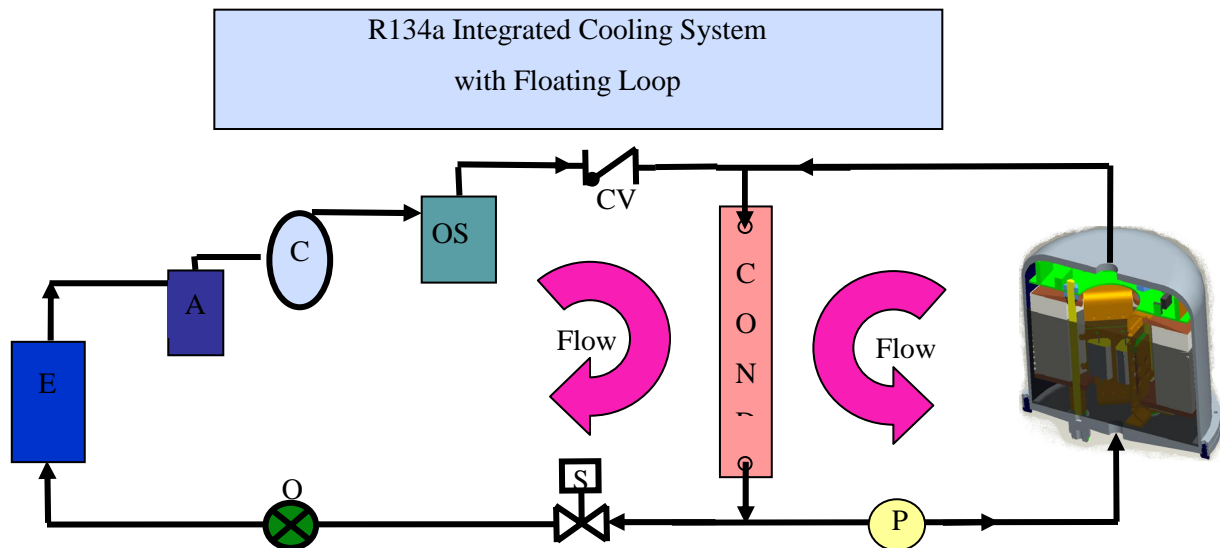 R134a Integrated Cooling System
with Floating Loop
CV
OS
C
A
E
Flow
Flow
C
O
N
S
O
P